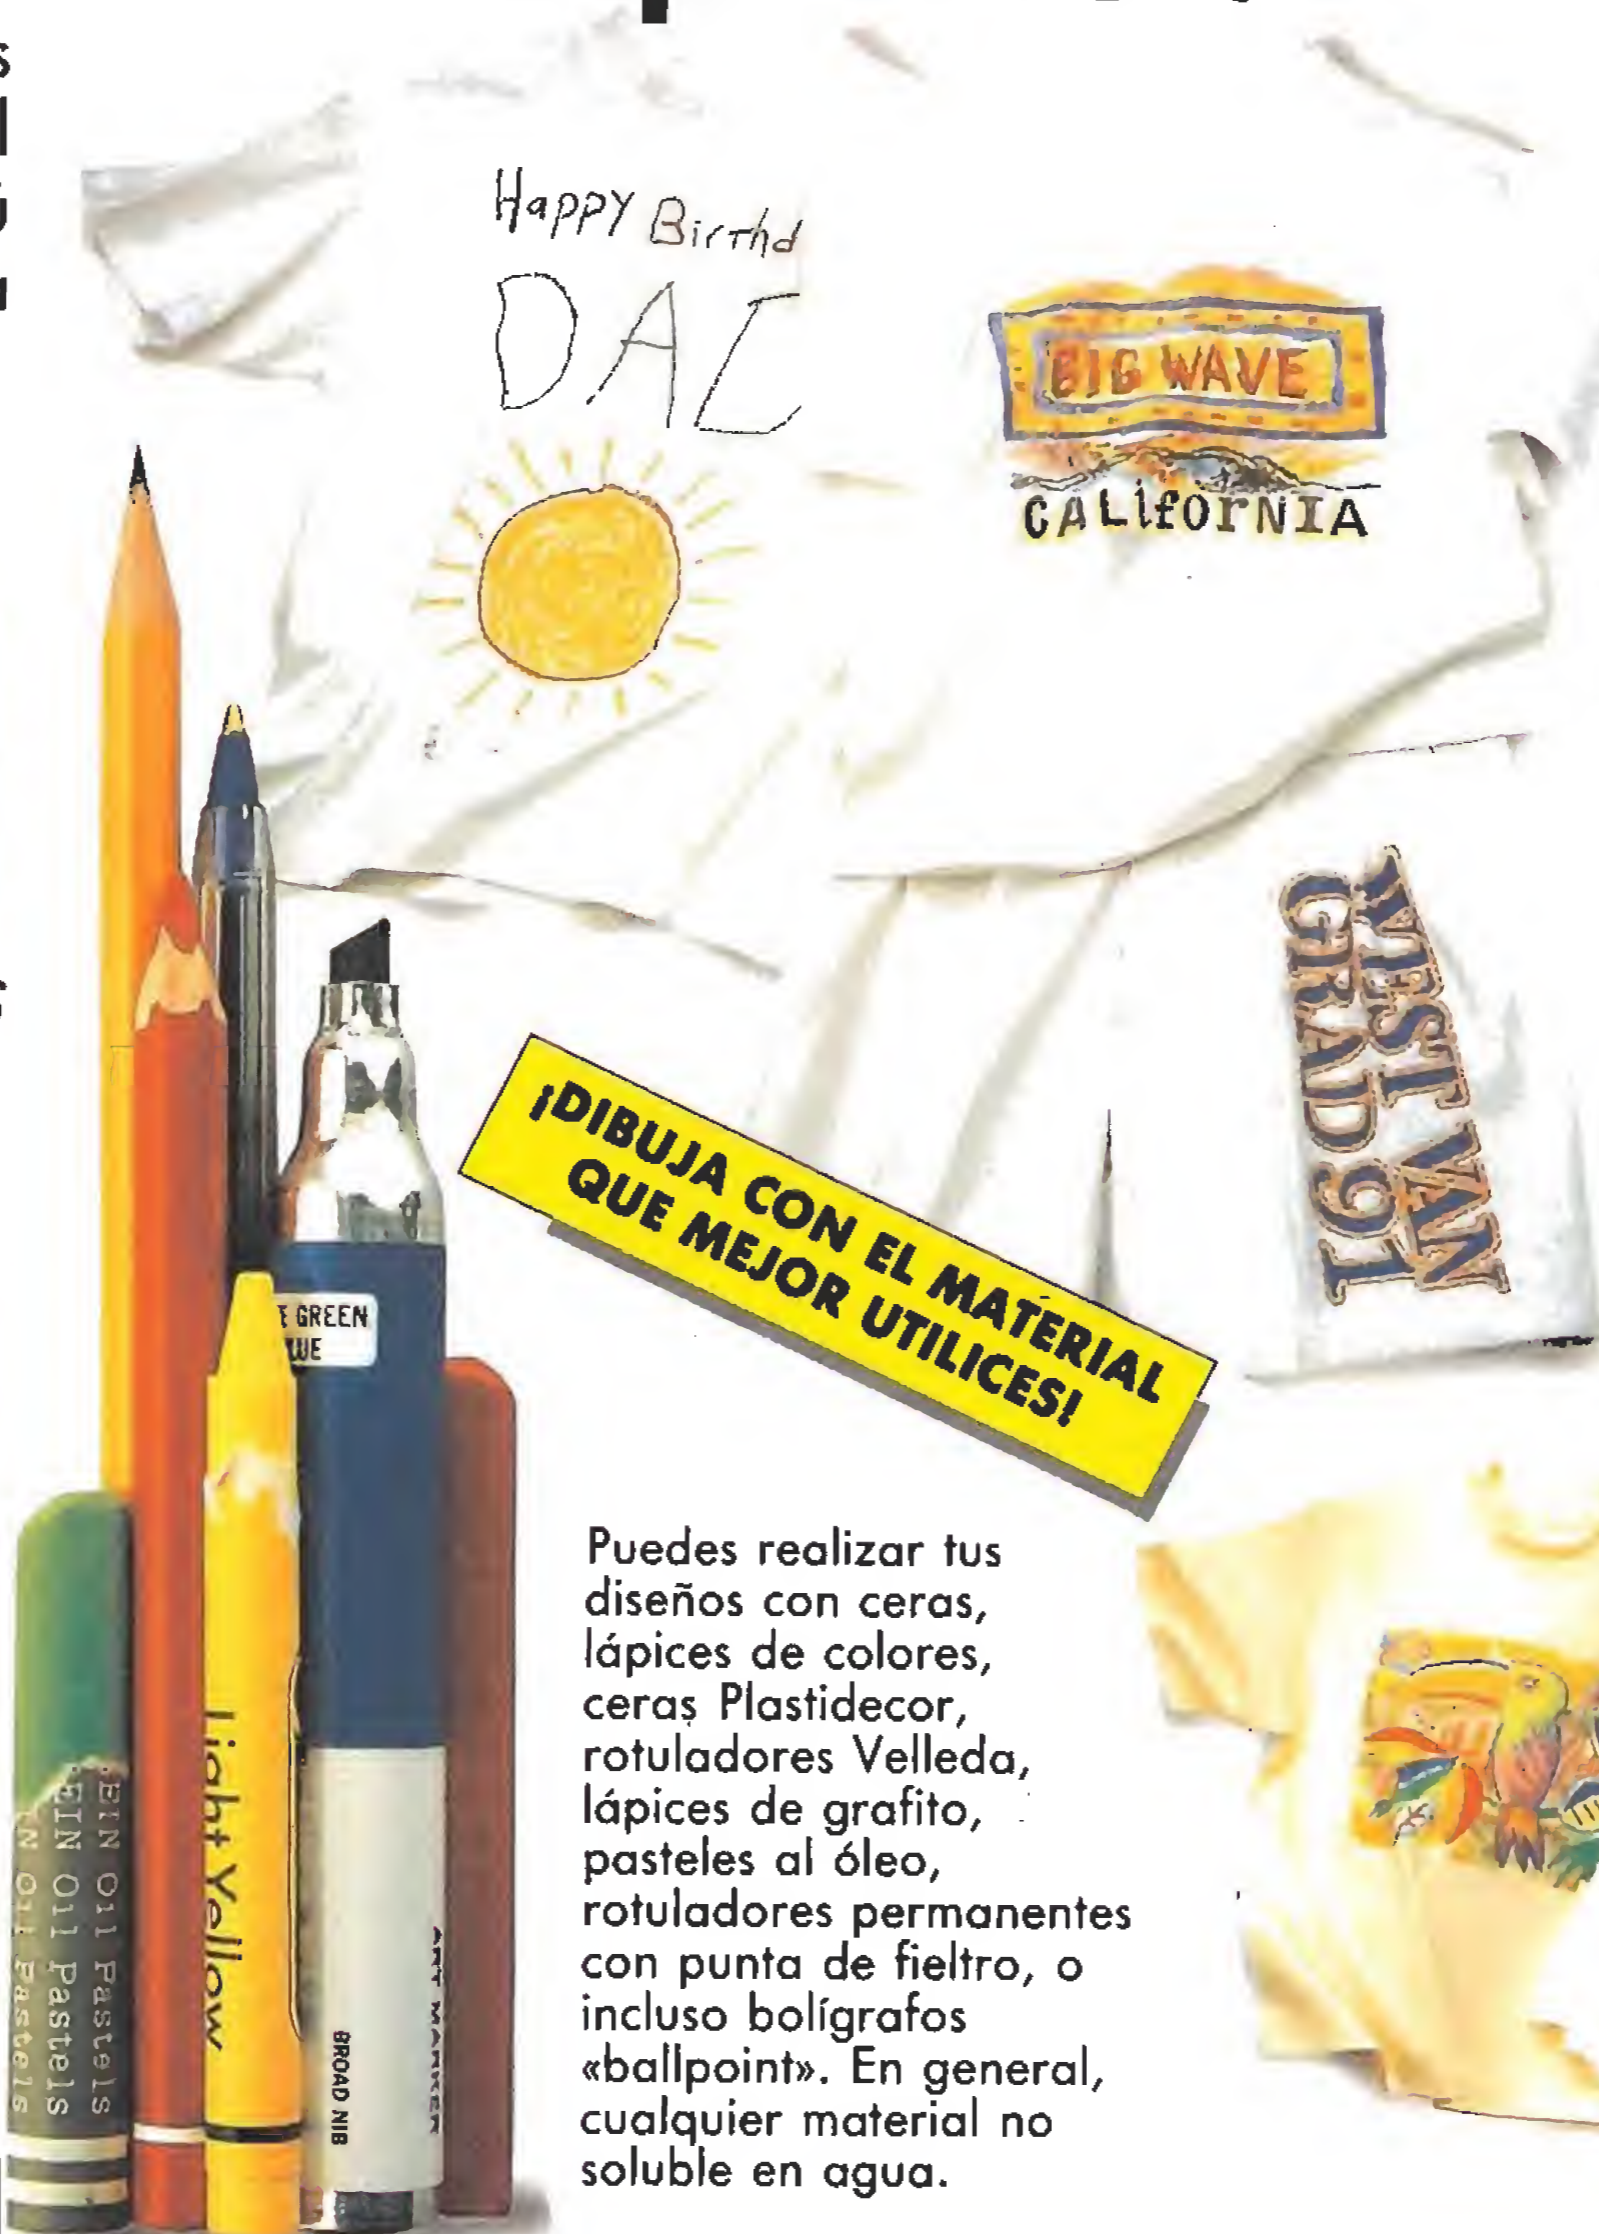 Happy Birthd
DAD
BIG WAVE
CALifOrNIA
WEST VAN
GRAD 91
¡DIBUJA CON EL MATERIAL
QUE MEJOR UTILICES!
GREEN
Light Yellow
Oil Pastels
Oil Pastels
Oil Pastels
BROAD NIB
ART MARKER
Puedes realizar tus
diseños con ceras,
lápices de colores,
ceras Plastidecor,
rotuladores Velleda,
lápices de grafito,
pasteles al óleo,
rotuladores permanentes
con punta de fieltro, o
incluso bolígrafos
«ballpoint». En general,
cualquier material no
soluble en agua.